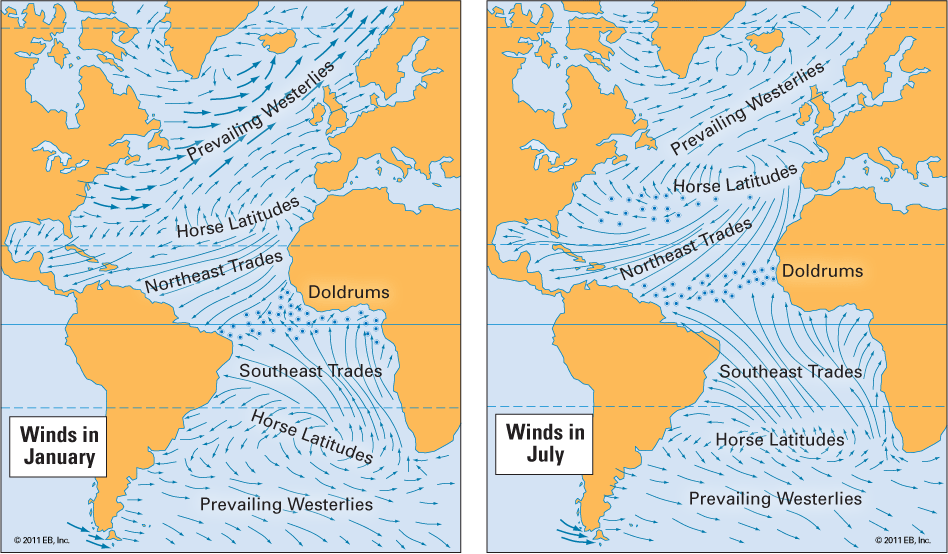 Prevailing Westerlies
Horse Latitudes
Northeast Trades
Doldrums
Southeast Trades
Horse Latitudes
Winds in
January
Prevailing Westerlies
© 2011 EB, Inc.
Prevailing Westerlies
Horse Latitudes
Northeast Trades
Doldrums
Southeast Trades
Winds in
July
Horse Latitudes
Prevailing Westerlies
© 2011 EB, Inc.